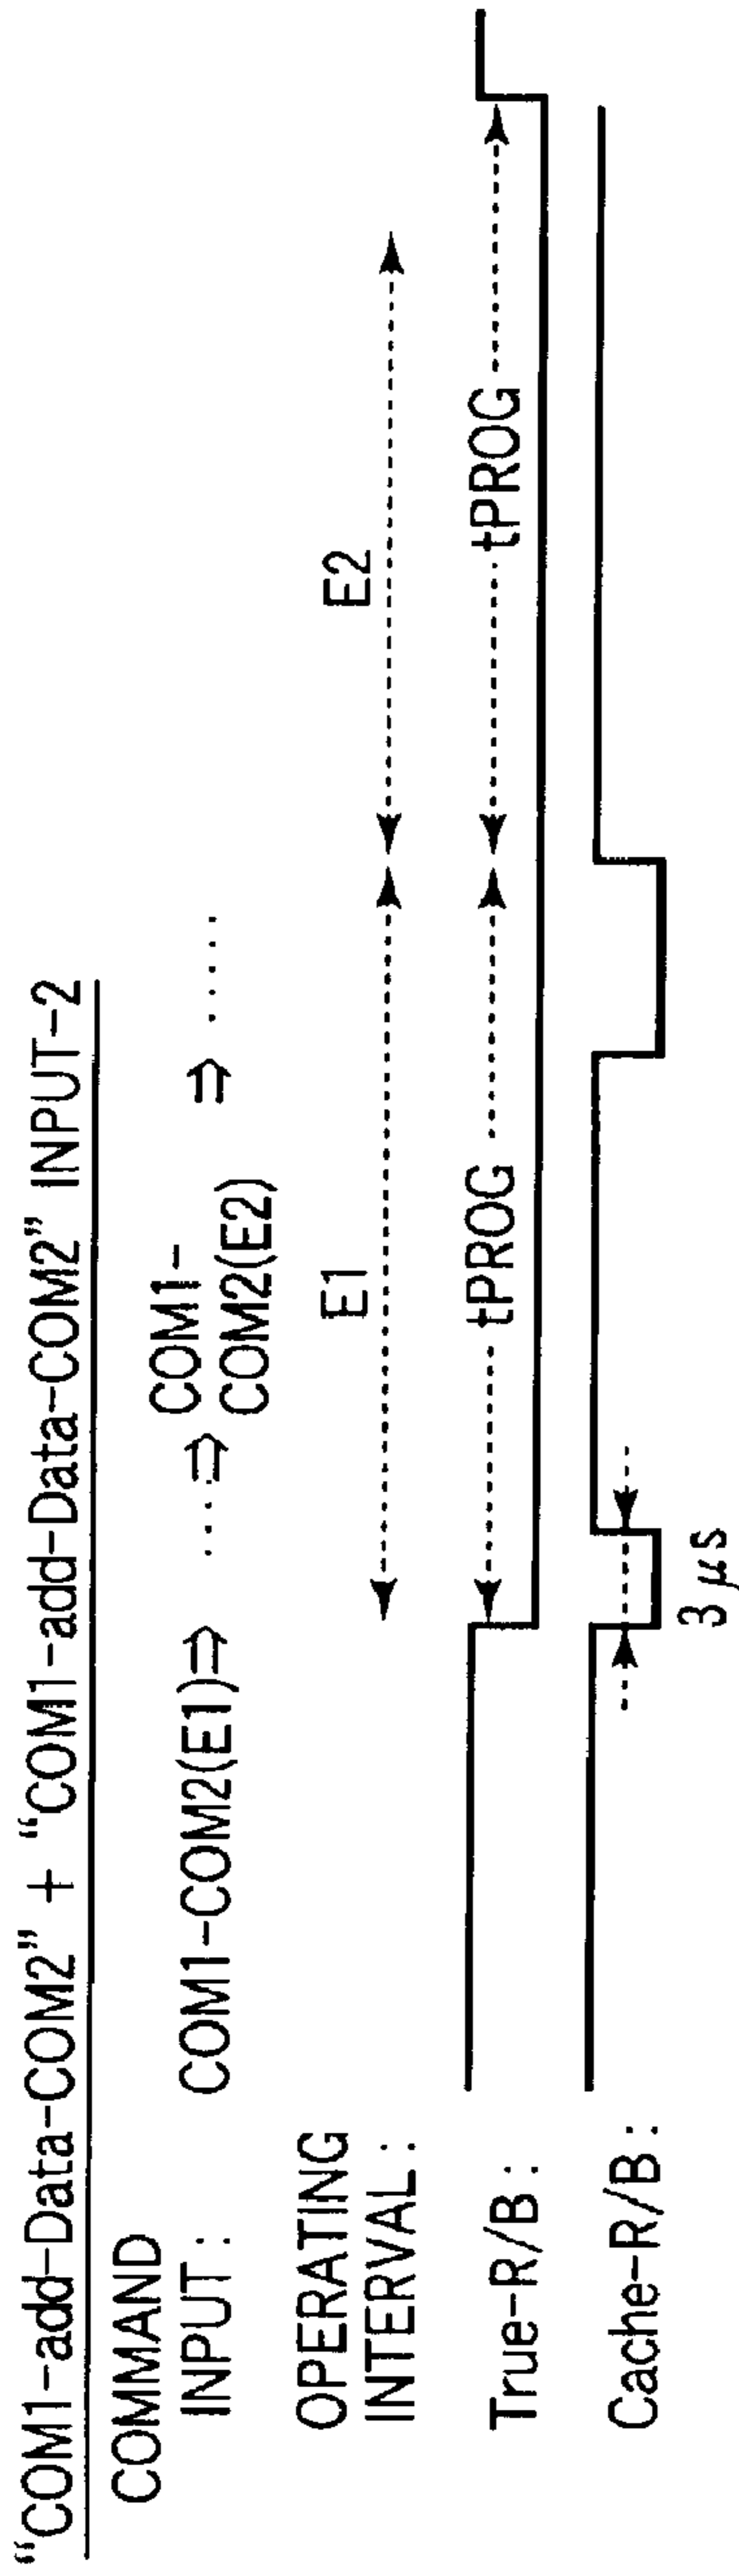 "COM1-add-Data-COM2" + "COM1-add-Data-COM2" INPUT-2
COMMAND
INPUT :
COM1-COM2(E1)⇒ ····⇒ COM1-
COM2(E2)
⇒ ·····
OPERATING
INTERVAL :
E1
E2
True-R/B :
tPROG
tPROG
Cache-R/B :
3 μs